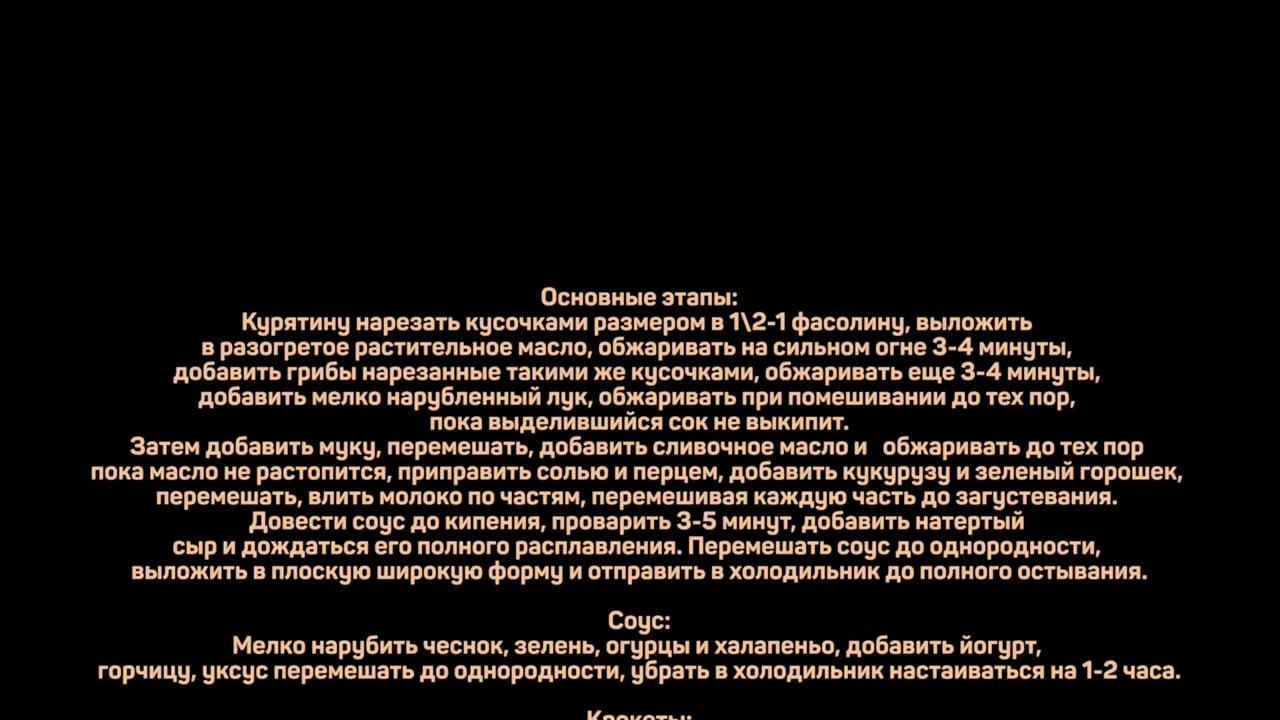 Основные этапы:
Курятину нарезать кусочками размером в 1\2-1 фасолину, выложить
в разогретое растительное масло, обжаривать на сильном огне 3-4 минуты,
добавить грибы нарезанные такими же кусочками, обжаривать еще 3-4 минуты,
добавить мелко нарубленный лук, обжаривать при помешивании до тех пор,
пока выделившийся сок не выкипит.
Затем добавить муку, перемешать, добавить сливочное масло и   обжаривать до тех пор
пока масло не растопится, приправить солью и перцем, добавить кукурузу и зеленый горошек,
перемешать, влить молоко по частям, перемешивая каждую часть до загустевания.
Довести соус до кипения, проварить 3-5 минут, добавить натертый
сыр и дождаться его полного расплавления. Перемешать соус до однородности,
выложить в плоскую широкую форму и отправить в холодильник до полного остывания.
Соус:
Мелко нарубить чеснок, зелень, огурцы и халапеньо, добавить йогурт,
горчицу, уксус перемешать до однородности, убрать в холодильник настаиваться на 1-2 часа.
Крокеты: